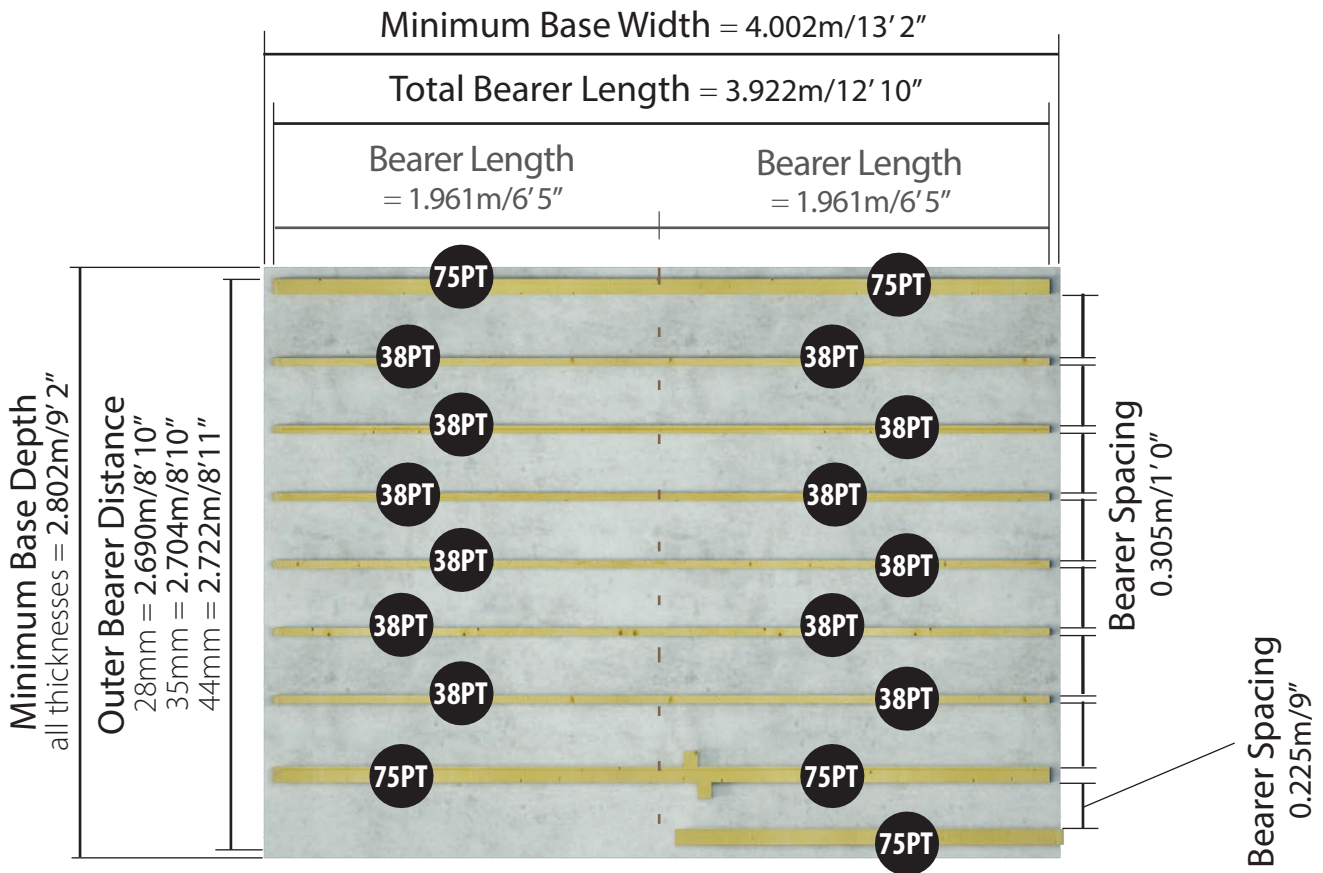 Minimum Base Width = 4.002m/13’ 2”
Total Bearer Length = 3.922m/12’ 10”
Bearer Length
= 1.961m/6’ 5”
Bearer Length
= 1.961m/6’ 5”
Minimum Base Depth
all thicknesses = 2.802m/9’ 2”
Outer Bearer Distance
28mm = 2.690m/8’ 10”
35mm = 2.704m/8’10”
44mm = 2.722m/8’11”
75PT
75PT
38PT
38PT
38PT
38PT
38PT
38PT
38PT
38PT
38PT
38PT
38PT
38PT
75PT
75PT
75PT
Bearer Spacing
0.305m/1’ 0”
Bearer Spacing
0.225m/9”